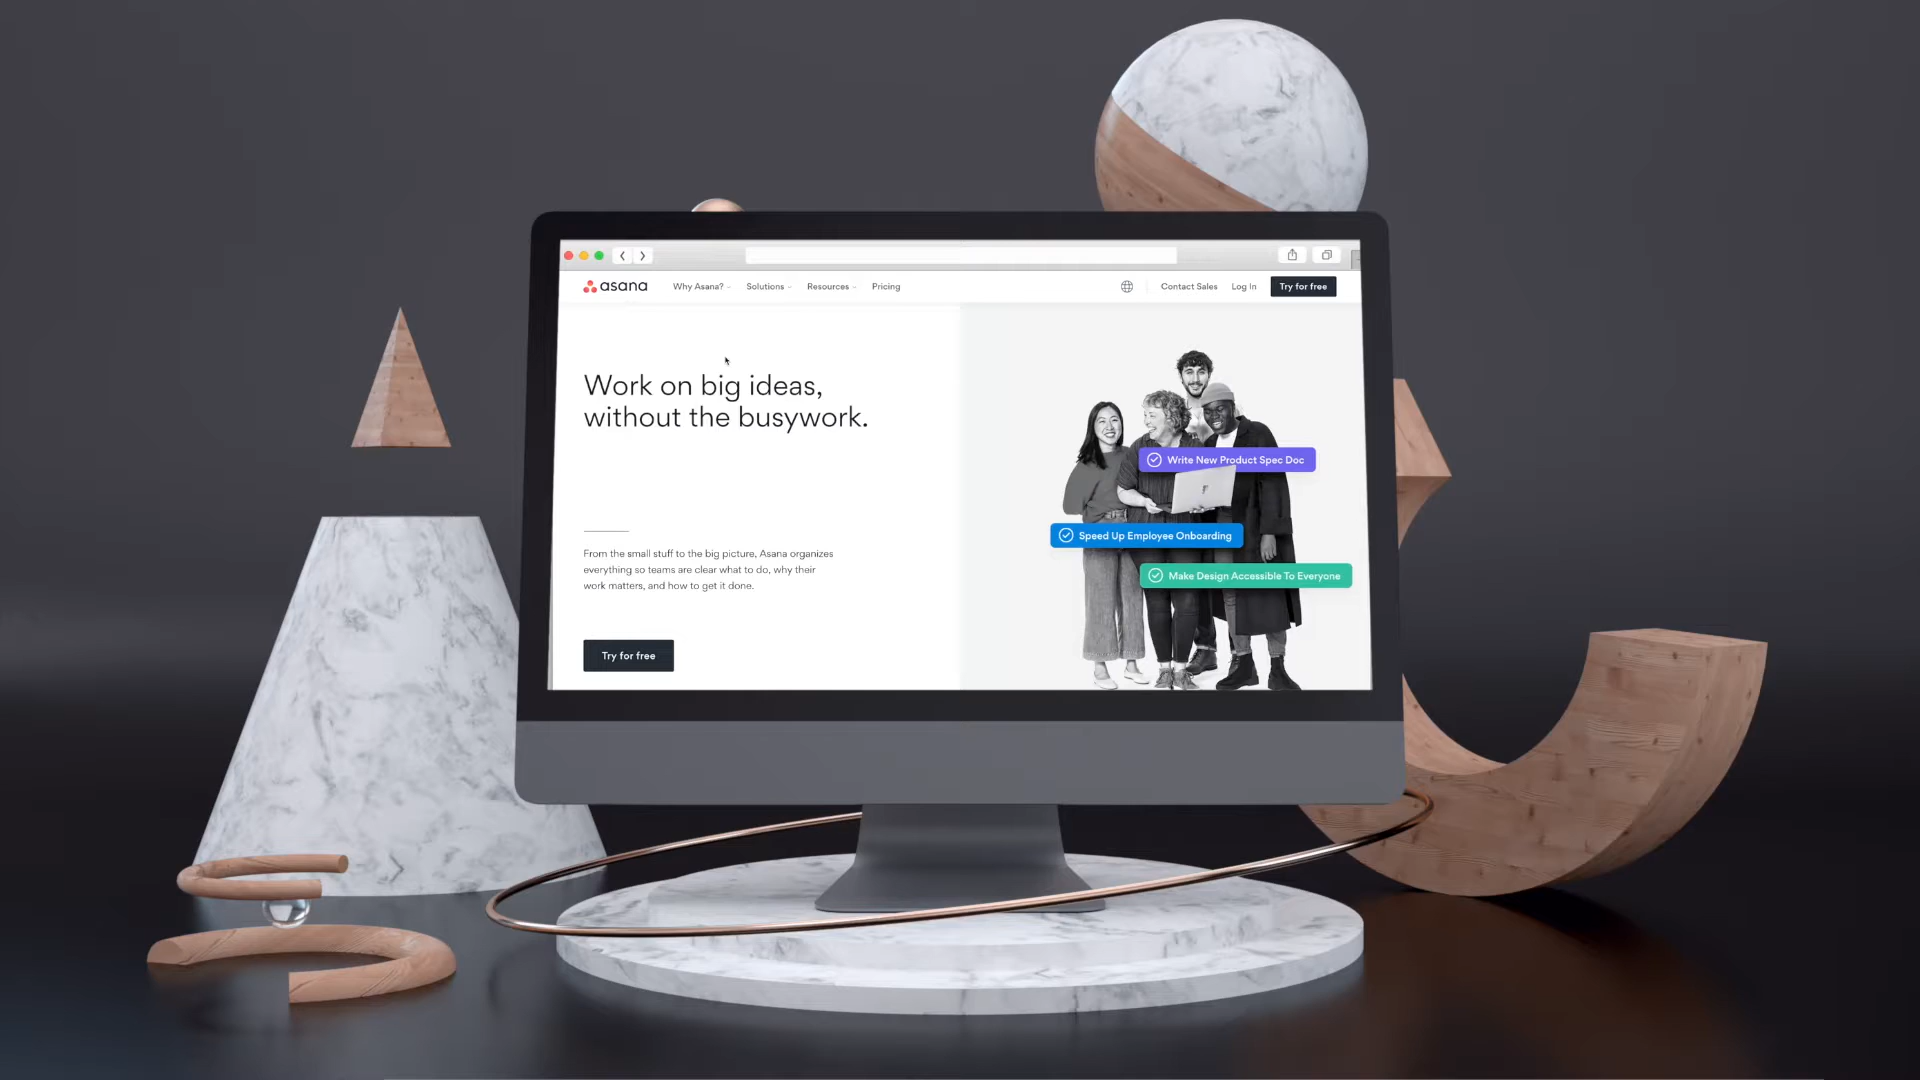 asana
Why Asana?
Solutions
Resources
Pricing
Contact Sales
Log In
Try for free
Work on big ideas,
without the busywork.
From the small stuff to the big picture, Asana organizes
everything so teams are clear what to do, why their
work matters, and how to get it done.
Try for free
Write New Product Spec Doc
Speed Up Employee Onboarding
Make Design Accessible To Everyone